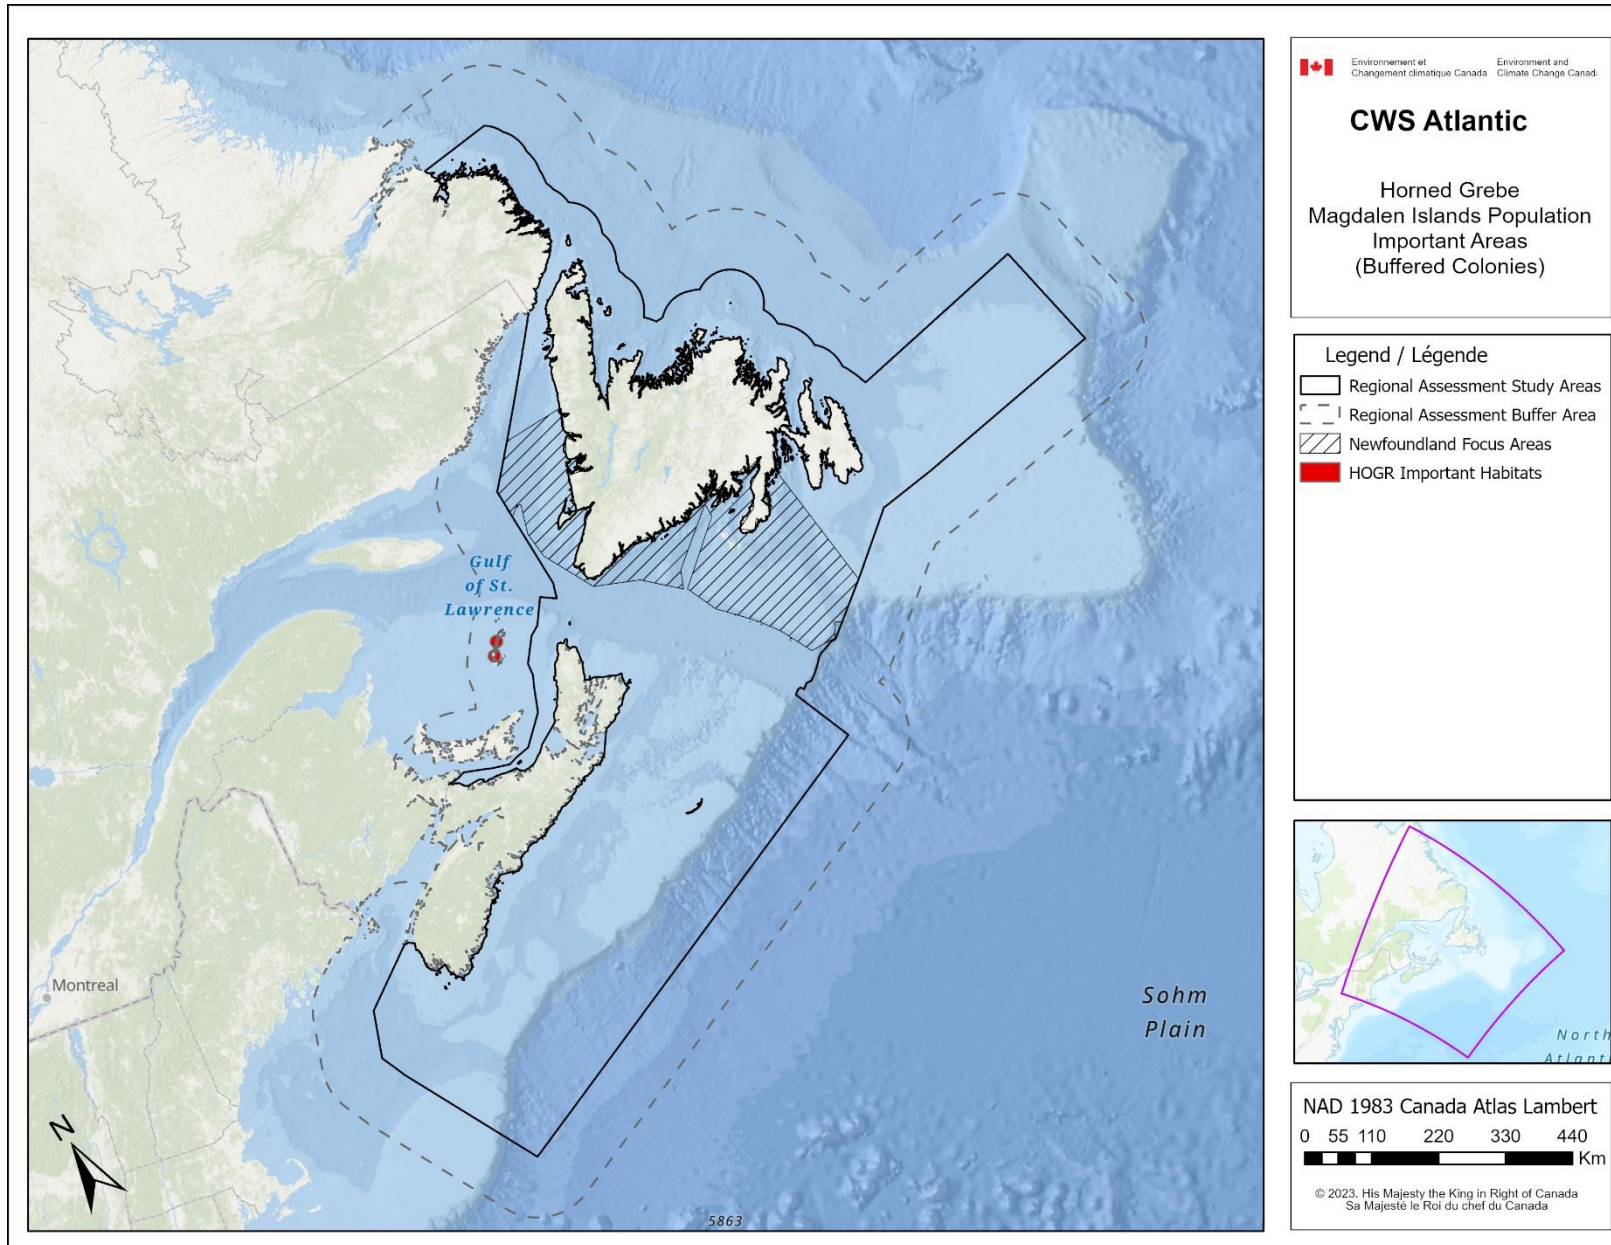 Environnement et
Changement climatique Canada
Environment and
Climate Change Canad
CWS Atlantic
Horned Grebe
Magdalen Islands Population
Important Areas
(Buffered Colonies)
Legend / Légende
Regional Assessment Study Areas
Regional Assessment Buffer Area
Newfoundland Focus Areas
HOGR Important Habitats
Gulf
of St.
Lawrence
Montreal
Sohm
Plain
5863
N
North
Atlanti
NAD 1983 Canada Atlas Lambert
0 55 110 220 330 440
Km
© 2023. His Majesty the King in Right of Canada
Sa Majesté le Roi du chef du Canada